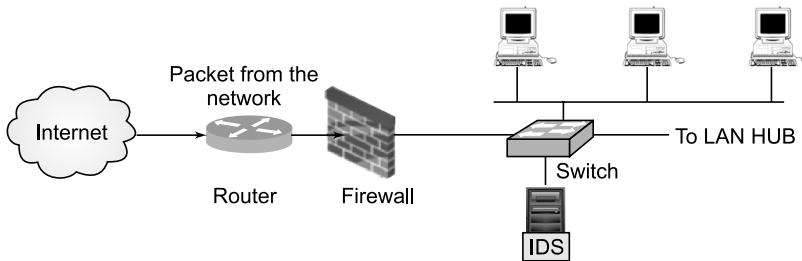 Packet from the
network
Internet
To LAN HUB
Switch
Router
Firewall
IDS